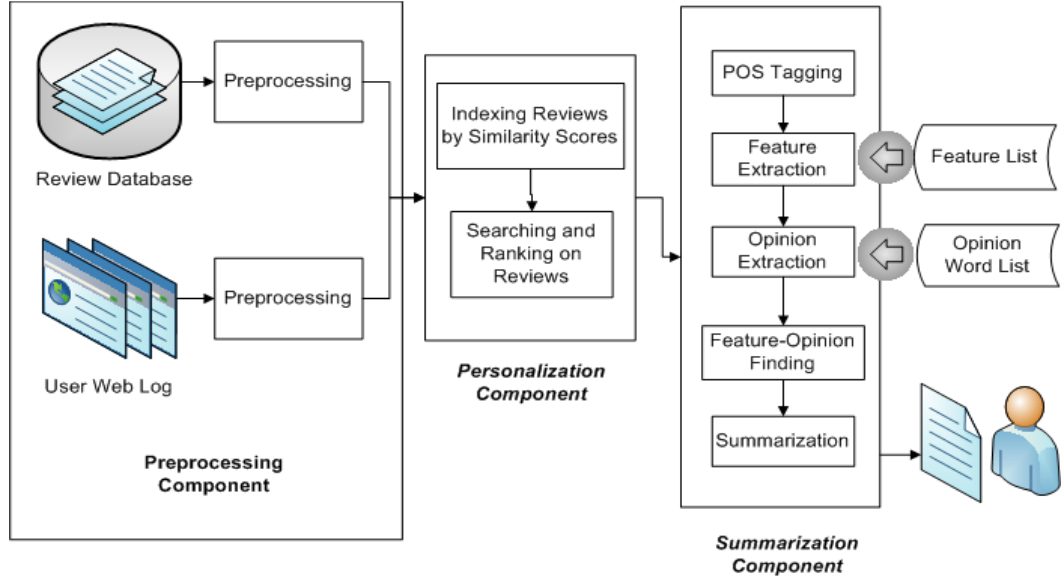 Preprocessing
Review Database
Preprocessing
User Web Log
Preprocessing
Component
Indexing Reviews
by Similarity Scores
Searching and
Ranking on
Reviews
Personalization
Component
POS Tagging
Feature
Extraction
Feature List
Opinion
Extraction
Opinion
Word List
Feature-Opinion
Finding
Summarization
Summarization
Component